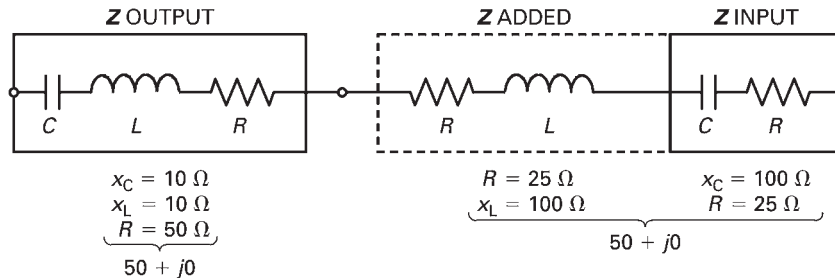 Z OUTPUT
Z ADDED
Z INPUT
C L R
R L
C R
x_C = 10 Ω
x_L = 10 Ω
R = 50 Ω
50 + j0
R = 25 Ω
x_L = 100 Ω
x_C = 100 Ω
R = 25 Ω
50 + j0